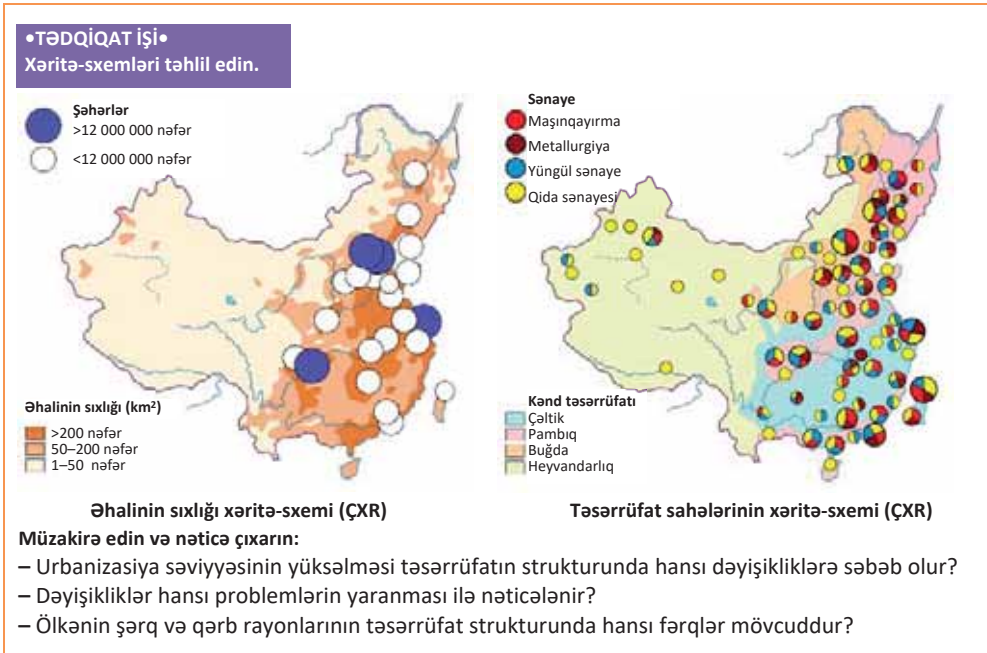 •TƏDQİQAT İŞİ•
Xəritə-sxemləri təhlil edin.
Şəhərlər
>12 000 000 nəfər
<12 000 000 nəfər
Əhalinin sıxlığı (km²)
>200 nəfər
50–200 nəfər
1–50 nəfər
Əhalinin sıxlığı xəritə-sxemi (ÇXR)
Sənaye
Maşınqayırma
Metallurgiya
Yüngül sənaye
Qida sənayesi
Kənd təsərrüfatı
Çəltik
Pambıq
Buğda
Heyvandarlıq
Təsərrüfat sahələrinin xəritə-sxemi (ÇXR)
Müzakirə edin və nəticə çıxarın:
– Urbanizasiya səviyyəsinin yüksəlməsi təsərrüfatın strukturunda hansı dəyişikliklərə səbəb olur?
– Dəyişikliklər hansı problemlərin yaranması ilə nəticələnir?
– Ölkənin şərq və qərb rayonlarının təsərrüfat strukturunda hansı fərqlər mövcuddur?